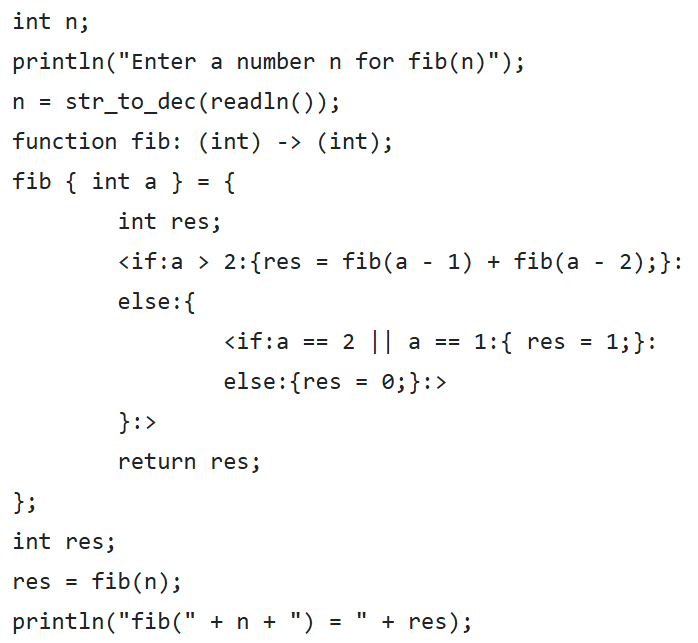 int n;
println("Enter a number n for fib(n)");
n = str_to_dec(readln());
function fib: (int) -> (int);
fib { int a } = {
        int res;
        <if:a > 2:{res = fib(a - 1) + fib(a - 2);}:
        else:{
                <if:a == 2 || a == 1:{ res = 1;}:
                else:{res = 0;}:>
        }:>
        return res;
};
int res;
res = fib(n);
println("fib(" + n + ") = " + res);